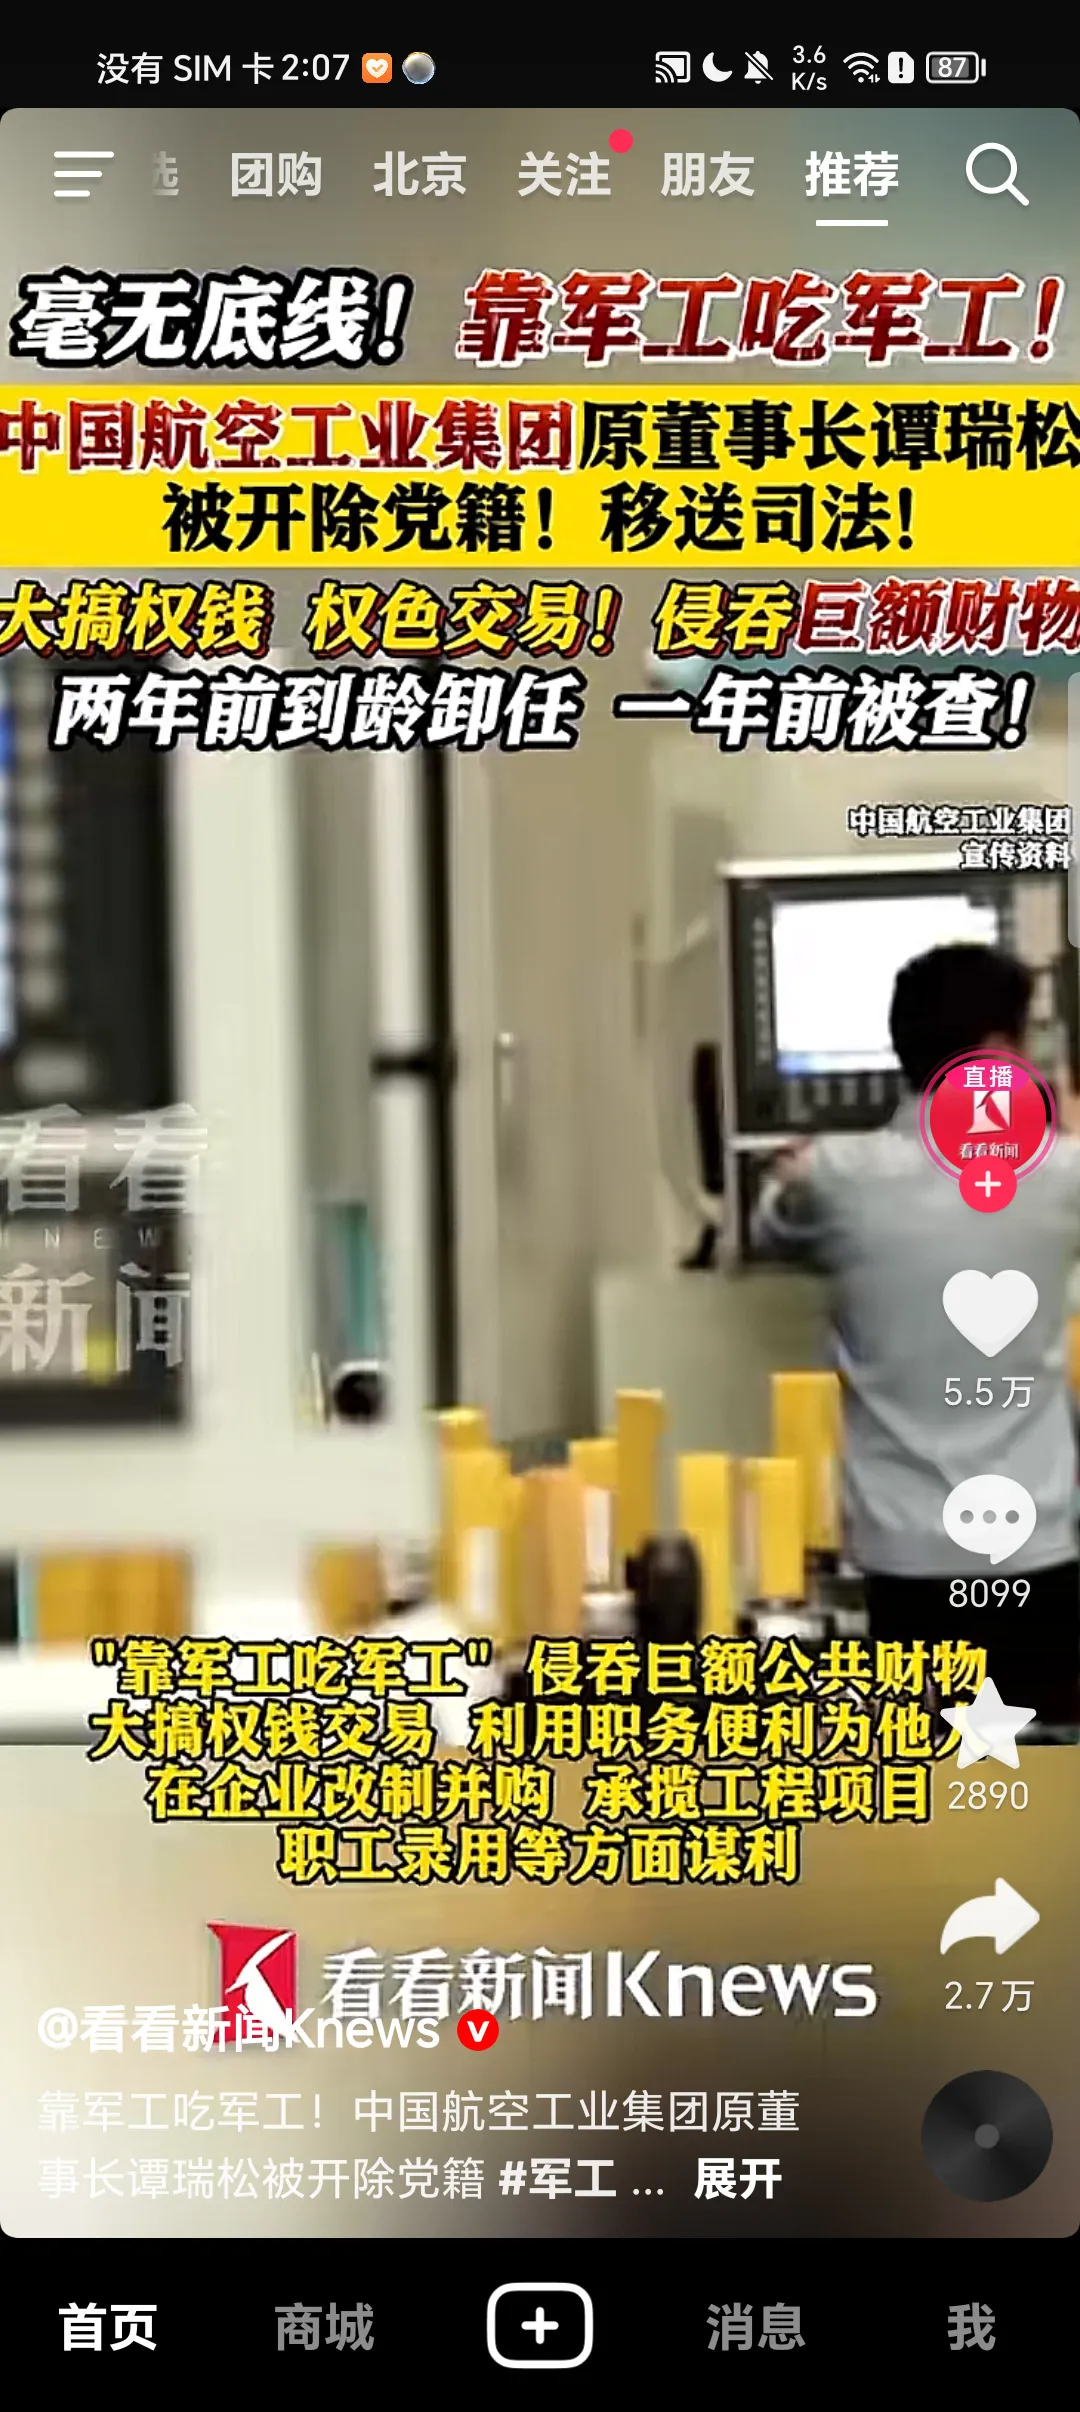 没有 SIM 卡 2:07
3.6 K/s
87
选 团购 北京 关注 朋友 推荐
毫无底线！ 靠军工吃军工！
中国航空工业集团原董事长谭瑞松
被开除党籍！移送司法！
大搞权钱 权色交易！侵吞巨额财物
两年前到龄卸任 一年前被查！
中国航空工业集团
宣传资料
直播
看看新闻
看看
NEW
新闻
5.5万
8099
"靠军工吃军工" 侵吞巨额公共财物
大搞权钱交易 利用职务便利为他人
在企业改制并购 承揽工程项目
职工录用等方面谋利
2890
看看新闻Knews
2.7万
@看看新闻Knews
靠军工吃军工！中国航空工业集团原董
事长谭瑞松被开除党籍 #军工 ... 展开
首页 商城 消息 我